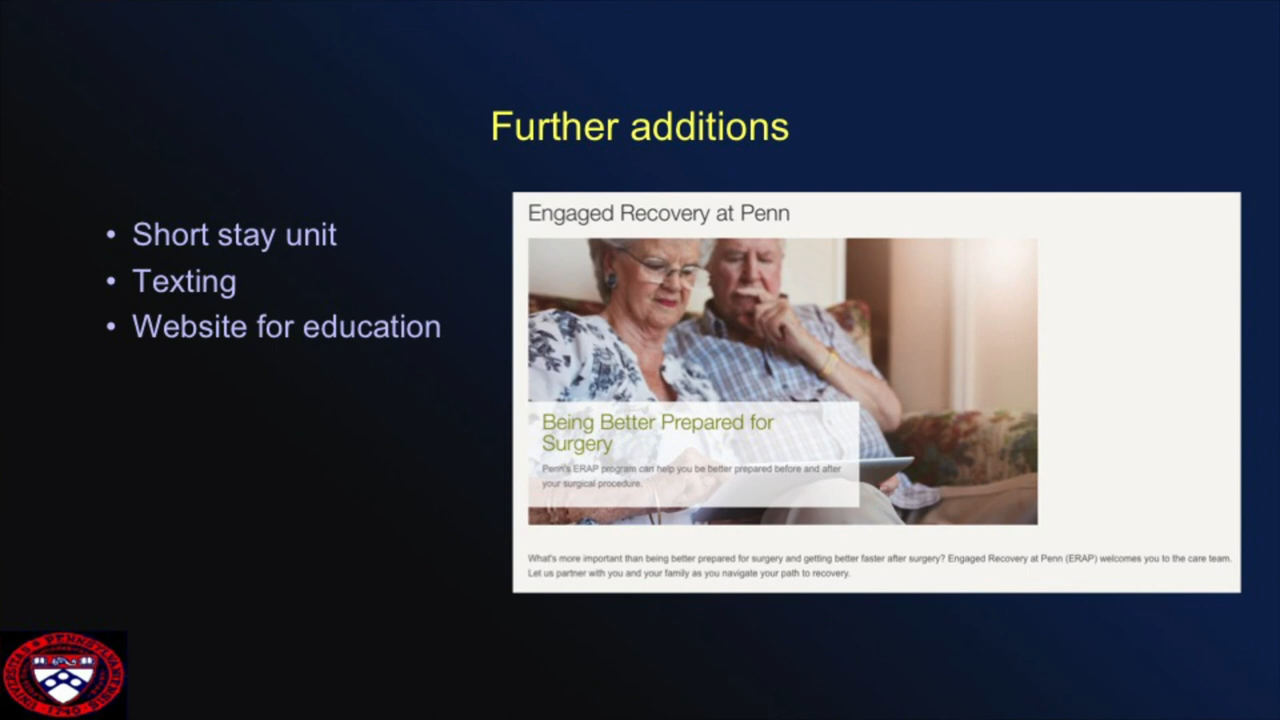 Further additions
• Short stay unit
• Texting
• Website for education
Engaged Recovery at Penn
Being Better Prepared for
Surgery
Penn's ERAP program can help you be better prepared before and after
your surgical procedure.
What's more important than being better prepared for surgery and getting better faster after surgery? Engaged Recovery at Penn (ERAP) welcomes you to the care team.
Let us partner with you and your family as you navigate your path to recovery.